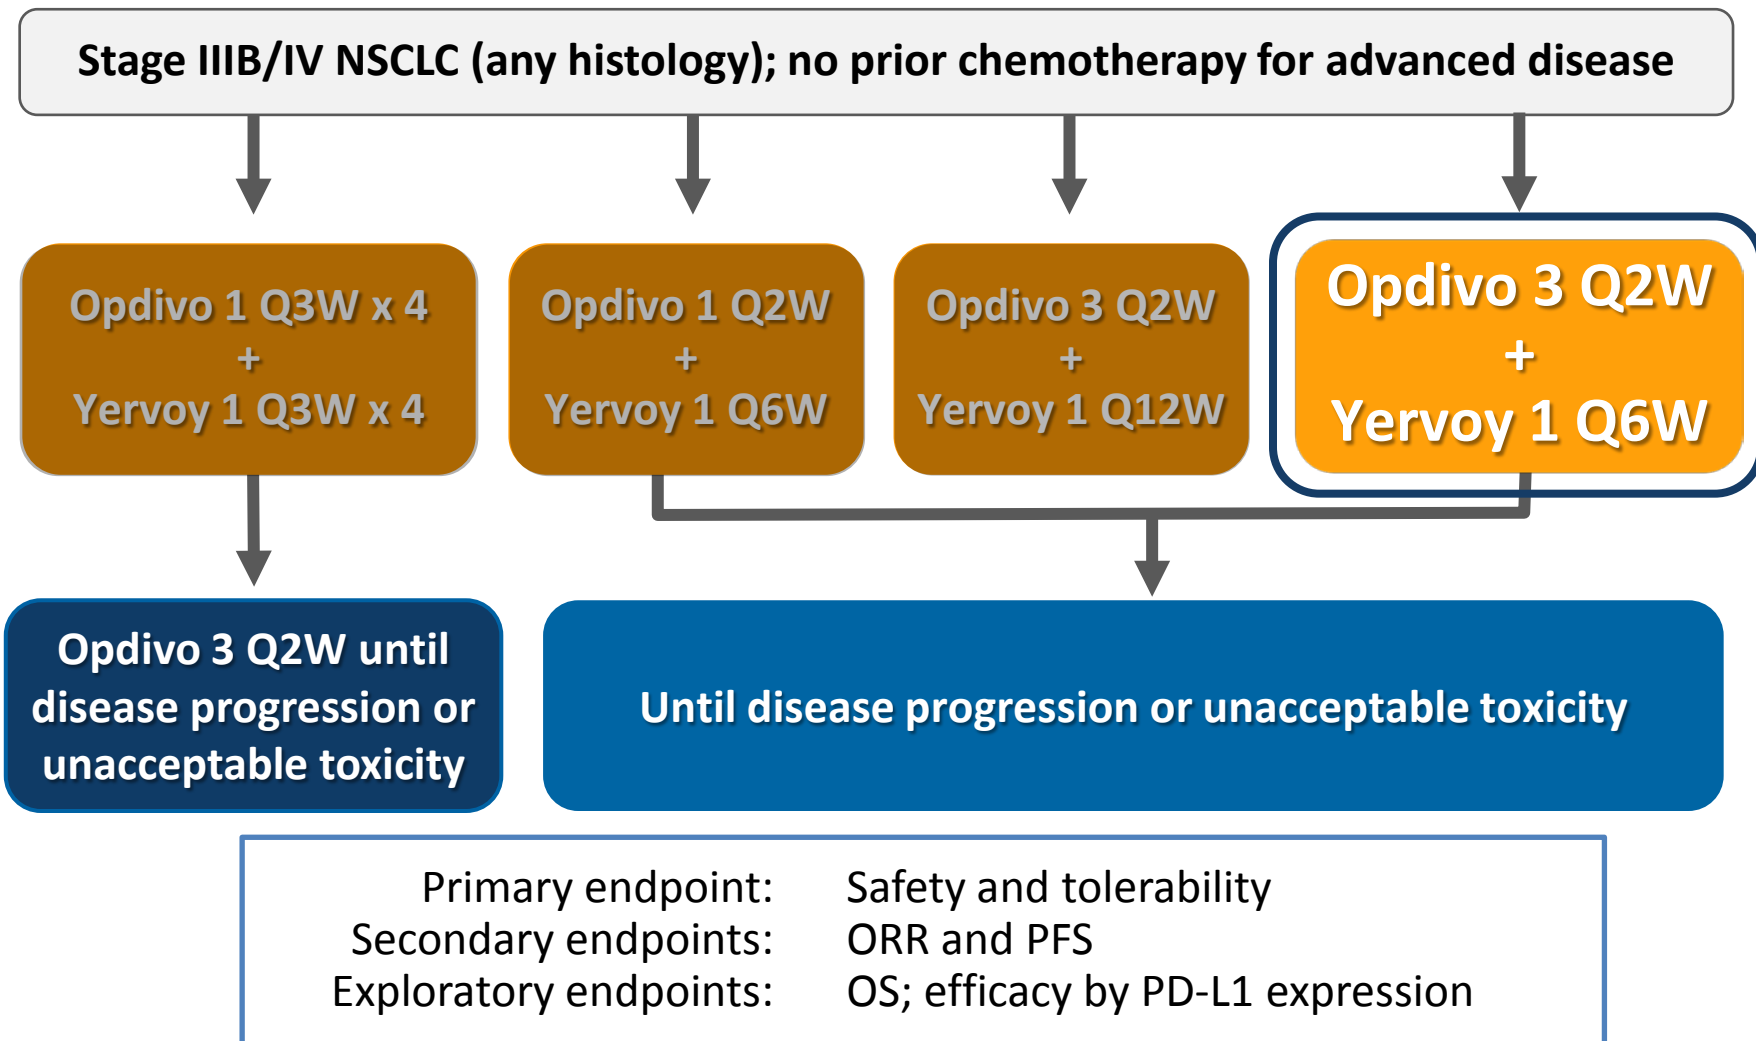 Stage IIIB/IV NSCLC (any histology); no prior chemotherapy for advanced disease
Opdivo 1 Q3W x 4
+
Yervoy 1 Q3W x 4
Opdivo 1 Q2W
+
Yervoy 1 Q6W
Opdivo 3 Q2W
+
Yervoy 1 Q12W
Opdivo 3 Q2W
+
Yervoy 1 Q6W
Opdivo 3 Q2W until
disease progression or
unacceptable toxicity
Until disease progression or unacceptable toxicity
Primary endpoint: Safety and tolerability
Secondary endpoints: ORR and PFS
Exploratory endpoints: OS; efficacy by PD-L1 expression